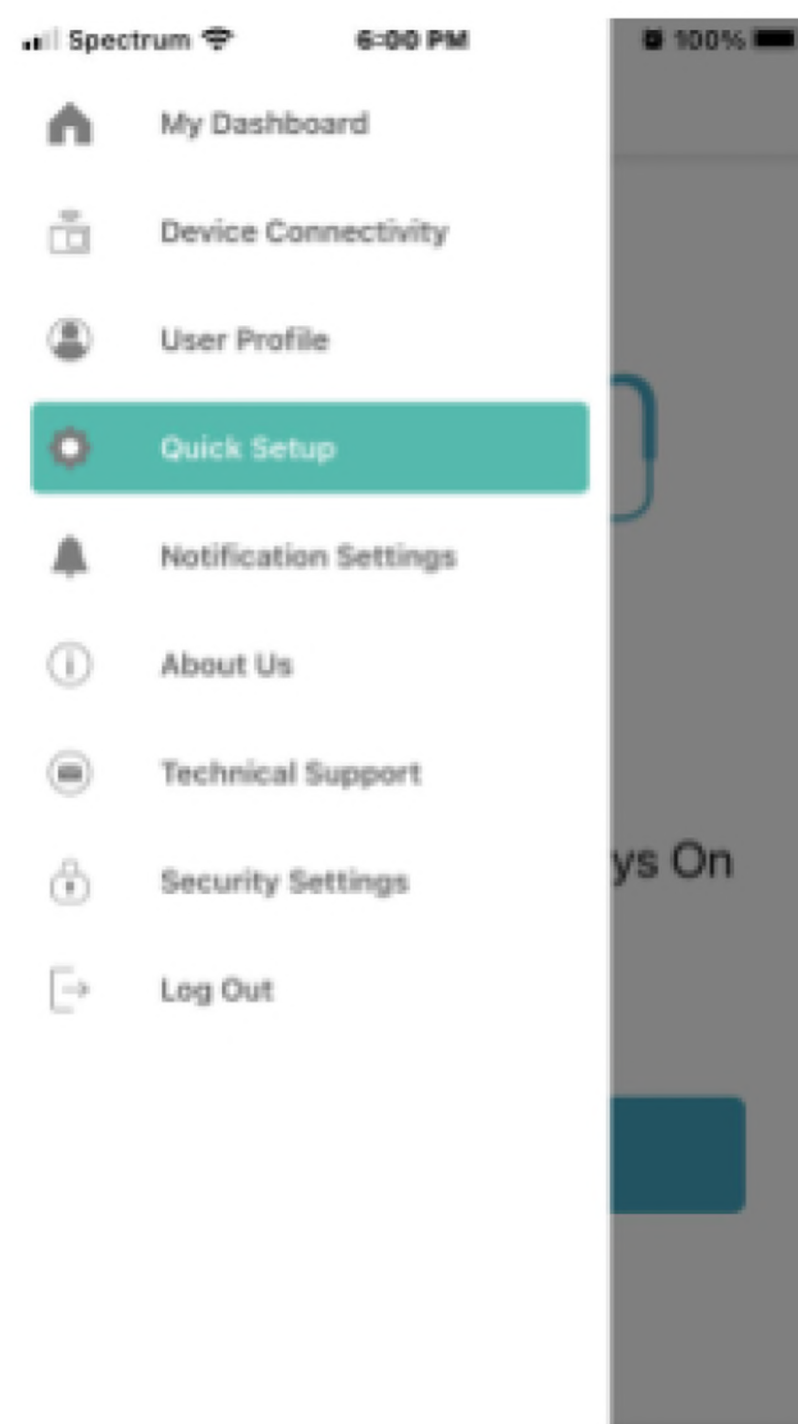 Spectrum 6:00 PM 100%
My Dashboard
Device Connectivity
User Profile
Quick Setup
Notification Settings
About Us
Technical Support
ys On
Security Settings
Log Out